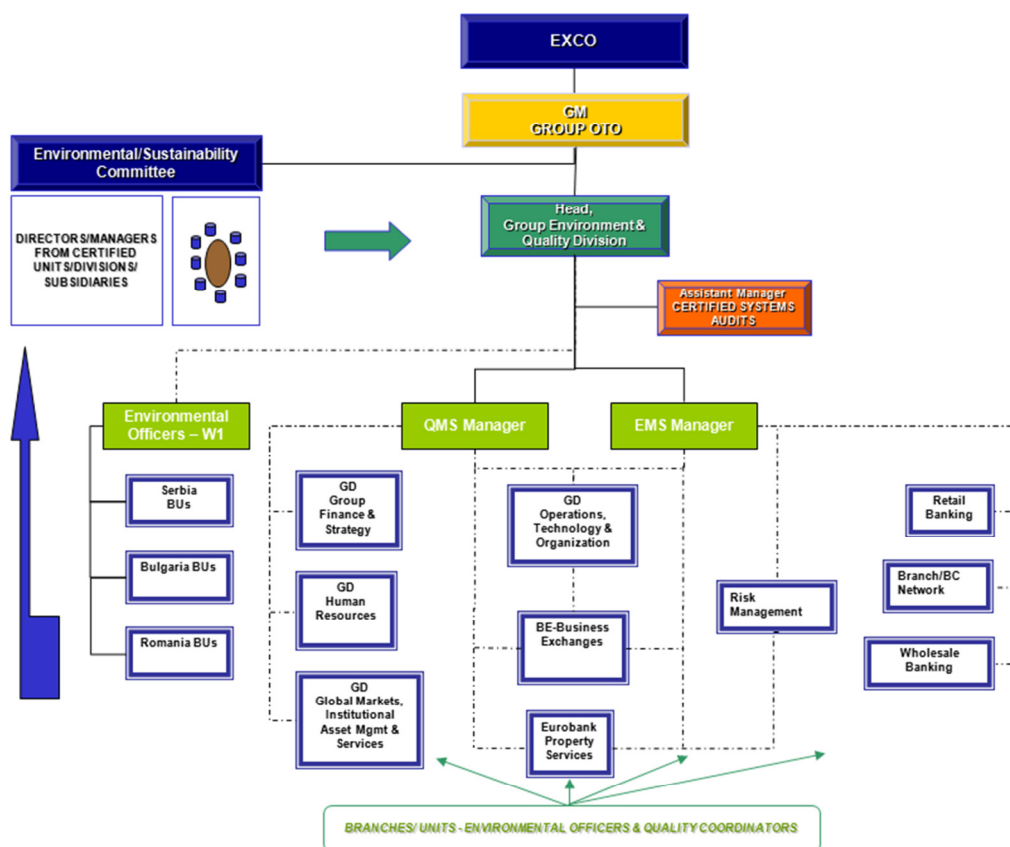 EXCO
GM
GROUP OTO
Environmental/Sustainability
Committee
DIRECTORS/MANAGERS
FROM CERTIFIED
UNITS/DIVISIONS/
SUBSIDIARIES
Head,
Group Environment &
Quality Division
Assistant Manager
CERTIFIED SYSTEMS
AUDITS
Environmental
Officers – W1
QMS Manager
EMS Manager
Serbia
BUs
Bulgaria BUs
Romania BUs
GD
Group
Finance &
Strategy
GD
Human
Resources
GD
Global Markets,
Institutional
Asset Mgmt &
Services
GD
Operations,
Technology &
Organization
BE-Business
Exchanges
Eurobank
Property
Services
Risk
Management
Retail
Banking
Branch/BC
Network
Wholesale
Banking
BRANCHES/ UNITS - ENVIRONMENTAL OFFICERS & QUALITY COORDINATORS